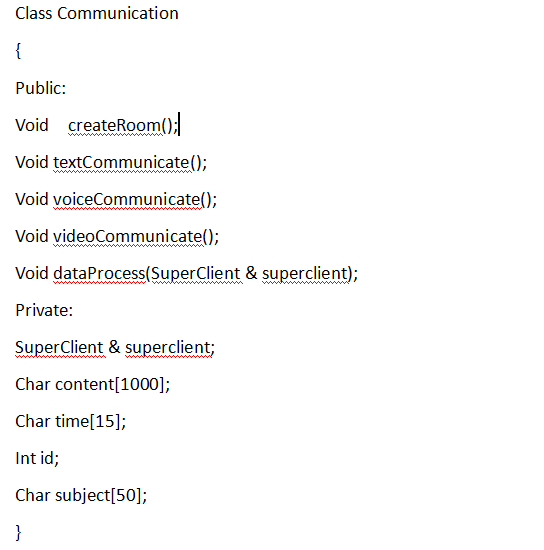 Class Communication
{
Public:
Void    createRoom();
Void textCommunicate();
Void voiceCommunicate();
Void videoCommunicate();
Void dataProcess(SuperClient & superclient);
Private:
SuperClient & superclient;
Char content[1000];
Char time[15];
Int id;
Char subject[50];
}